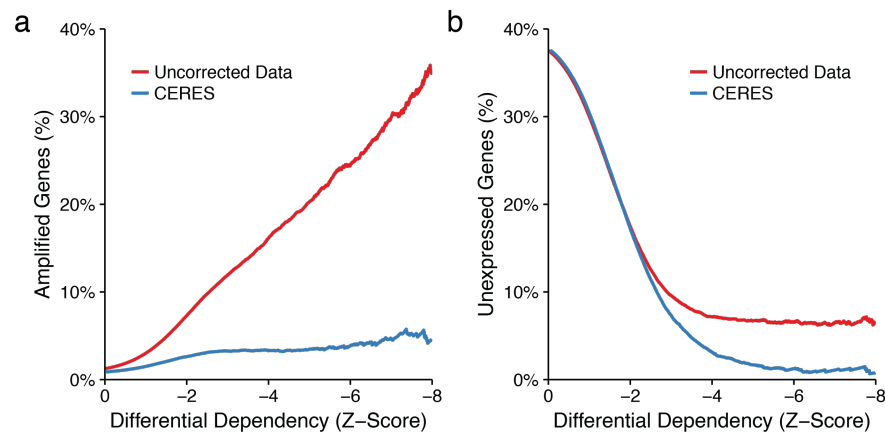 a
Amplified Genes (%)
40%
30%
20%
10%
0%
Uncorrected Data
CERES
0 −2 −4 −6 −8
Differential Dependency (Z−Score)
b
Unexpressed Genes (%)
40%
30%
20%
10%
0%
Uncorrected Data
CERES
0 −2 −4 −6 −8
Differential Dependency (Z−Score)